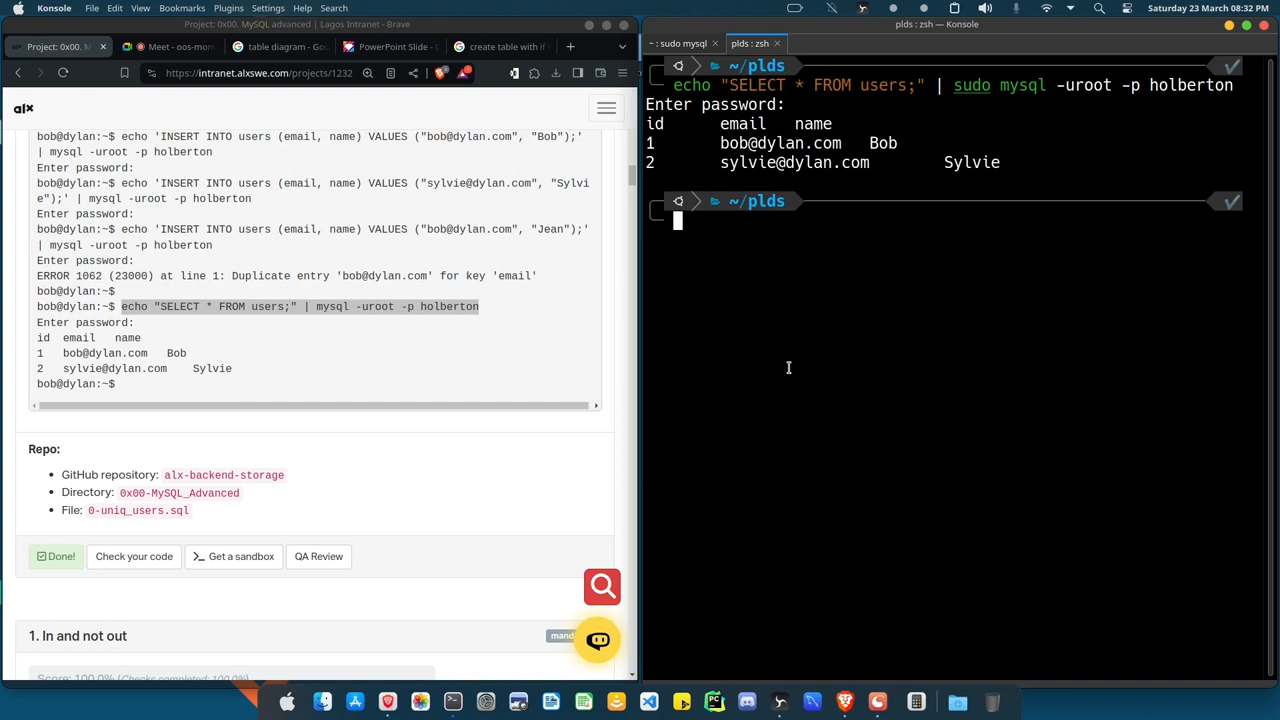 Konsole File Edit View Bookmarks Plugins Settings Help Saturday 23 March 08:32 PM
Project: 0x00. MySQL advanced | Lagos Intranet - Brave
Project: 0x00. M
Meet - oos-mom
table diagram - Goo
PowerPoint Slide -
create table with if
https://intranet.alxswe.com/projects/1232
alx
bob@dylan:~$ echo 'INSERT INTO users (email, name) VALUES ("bob@dylan.com", "Bob");'
| mysql -uroot -p holberton
Enter password:
bob@dylan:~$ echo 'INSERT INTO users (email, name) VALUES ("sylvie@dylan.com", "Sylvi
e");' | mysql -uroot -p holberton
Enter password:
bob@dylan:~$ echo 'INSERT INTO users (email, name) VALUES ("bob@dylan.com", "Jean");'
| mysql -uroot -p holberton
Enter password:
ERROR 1062 (23000) at line 1: Duplicate entry 'bob@dylan.com' for key 'email'
bob@dylan:~$
bob@dylan:~$ echo "SELECT * FROM users;" | mysql -uroot -p holberton
Enter password:
id email name
1 bob@dylan.com Bob
2 sylvie@dylan.com Sylvie
bob@dylan:~$
Repo:
• GitHub repository: alx-backend-storage
• Directory: 0x00-MySQL_Advanced
• File: 0-uniq_users.sql
Done! Check your code >_ Get a sandbox QA Review
1. In and not out mand
Score: 100.0% (Checks completed: 100.0%)
plds : zsh — Konsole
~ : sudo mysql
plds : zsh
~/plds
echo "SELECT * FROM users;" | sudo mysql -uroot -p holberton
Enter password:
id email name
1 bob@dylan.com Bob
2 sylvie@dylan.com Sylvie
~/plds